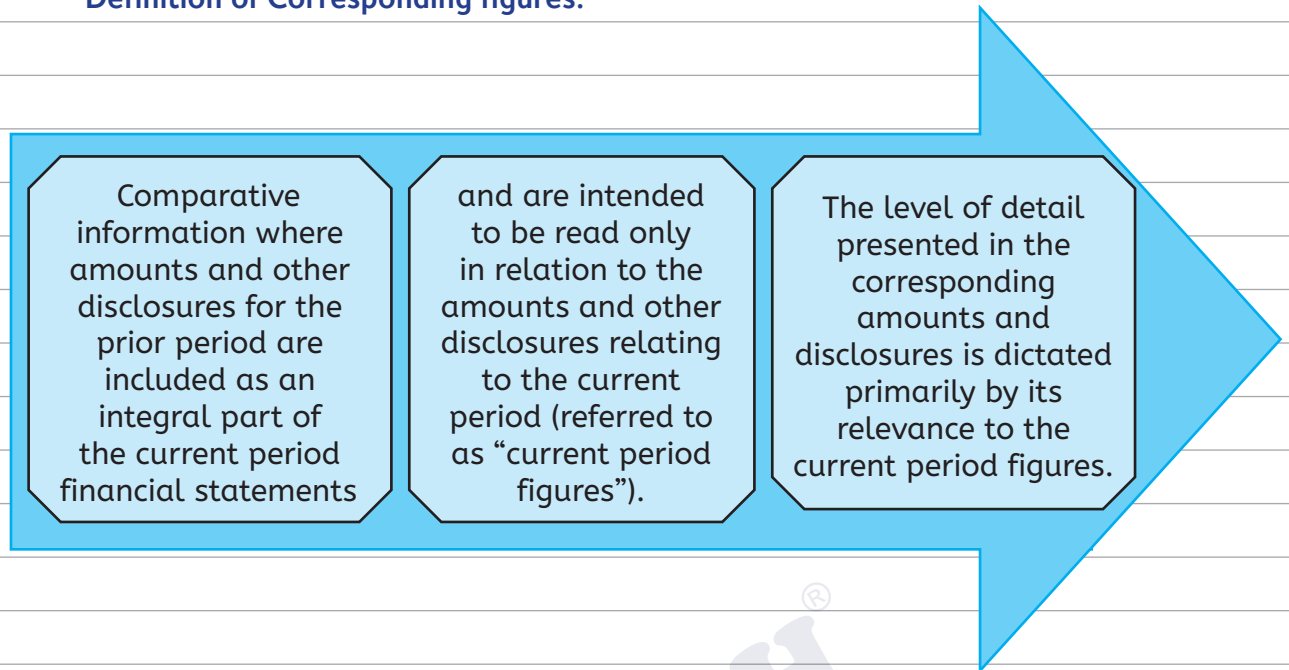 Definition of Corresponding figures:
Comparative
information where
amounts and other
disclosures for the
prior period are
included as an
integral part of
the current period
financial statements
and are intended
to be read only
in relation to the
amounts and other
disclosures relating
to the current
period (referred to
as “current period
figures”).
The level of detail
presented in the
corresponding
amounts and
disclosures is dictated
primarily by its
relevance to the
current period figures.
®